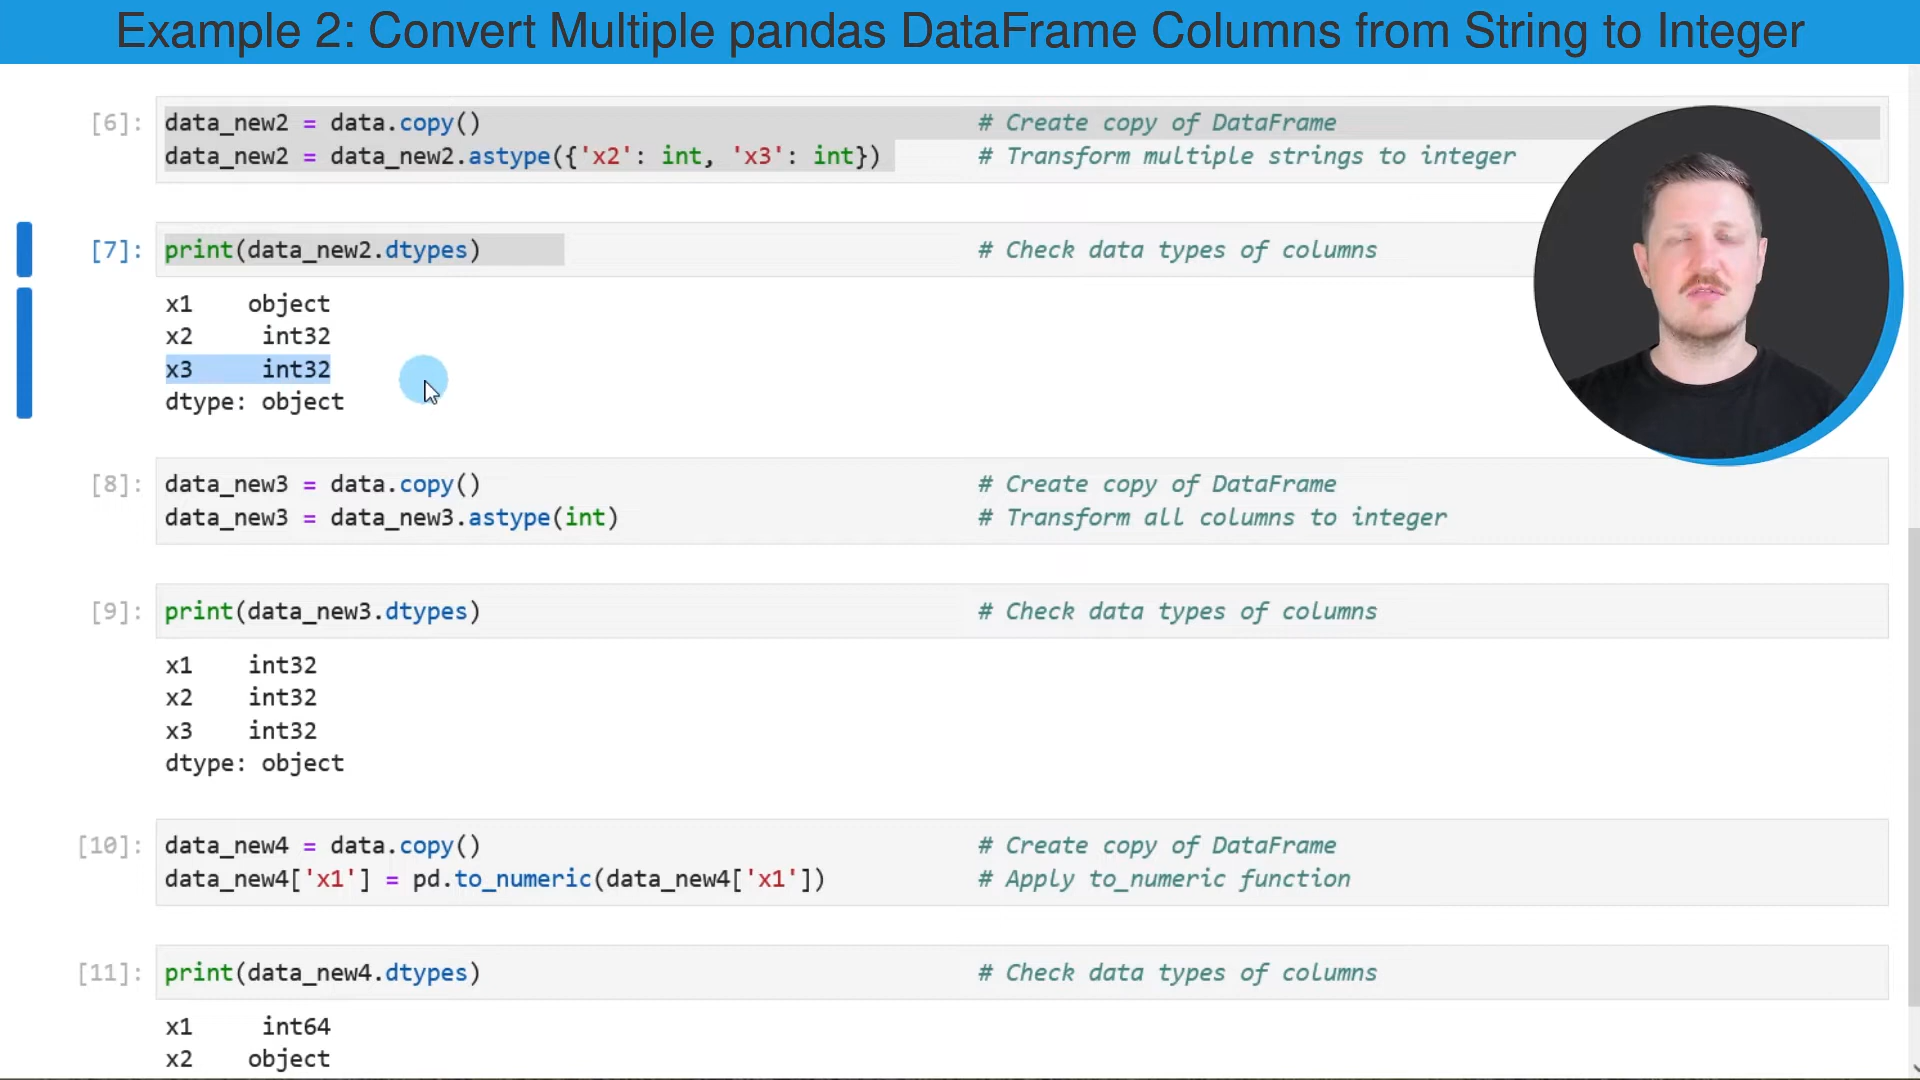 Example 2: Convert Multiple pandas DataFrame Columns from String to Integer
[6]: data_new2 = data.copy() # Create copy of DataFrame
data_new2 = data_new2.astype({'x2': int, 'x3': int}) # Transform multiple strings to integer
[7]: print(data_new2.dtypes) # Check data types of columns
x1 object
x2 int32
x3 int32
dtype: object
[8]: data_new3 = data.copy() # Create copy of DataFrame
data_new3 = data_new3.astype(int) # Transform all columns to integer
[9]: print(data_new3.dtypes) # Check data types of columns
x1 int32
x2 int32
x3 int32
dtype: object
[10]: data_new4 = data.copy() # Create copy of DataFrame
data_new4['x1'] = pd.to_numeric(data_new4['x1']) # Apply to_numeric function
[11]: print(data_new4.dtypes) # Check data types of columns
x1 int64
x2 object